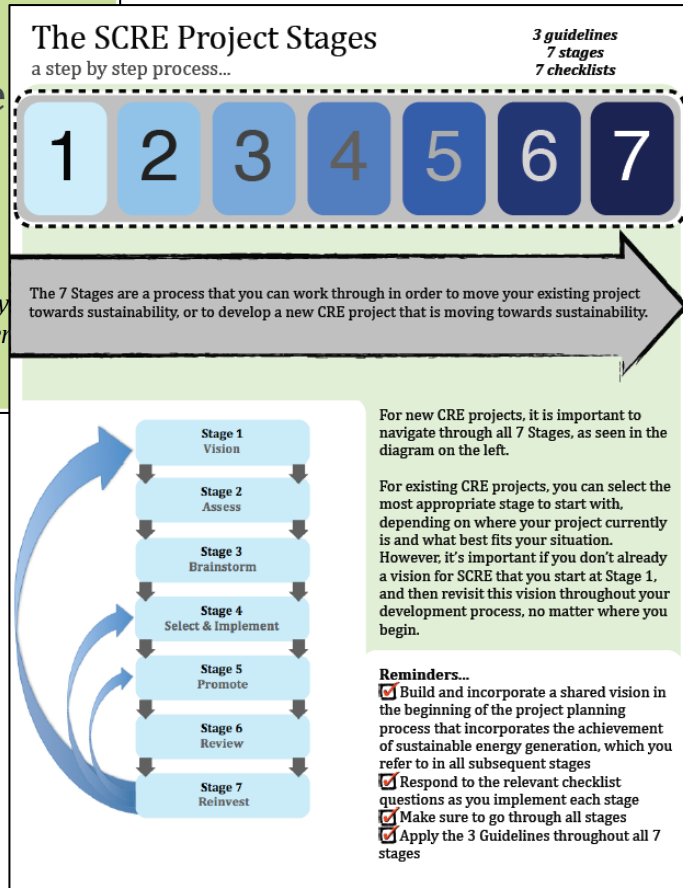 The SCRE Project Stages
a step by step process...
3 guidelines
7 stages
7 checklists
1 2 3 4 5 6 7
The 7 Stages are a process that you can work through in order to move your existing project
towards sustainability, or to develop a new CRE project that is moving towards sustainability.
Stage 1
Vision
Stage 2
Assess
Stage 3
Brainstorm
Stage 4
Select & Implement
Stage 5
Promote
Stage 6
Review
Stage 7
Reinvest
For new CRE projects, it is important to
navigate through all 7 Stages, as seen in the
diagram on the left.
For existing CRE projects, you can select the
most appropriate stage to start with,
depending on where your project currently
is and what best fits your situation.
However, it's important if you don't already
a vision for SCRE that you start at Stage 1,
and then revisit this vision throughout your
development process, no matter where you
begin.
Reminders...
Build and incorporate a shared vision in
the beginning of the project planning
process that incorporates the achievement
of sustainable energy generation, which you
refer to in all subsequent stages
Respond to the relevant checklist
questions as you implement each stage
Make sure to go through all stages
Apply the 3 Guidelines throughout all 7
stages